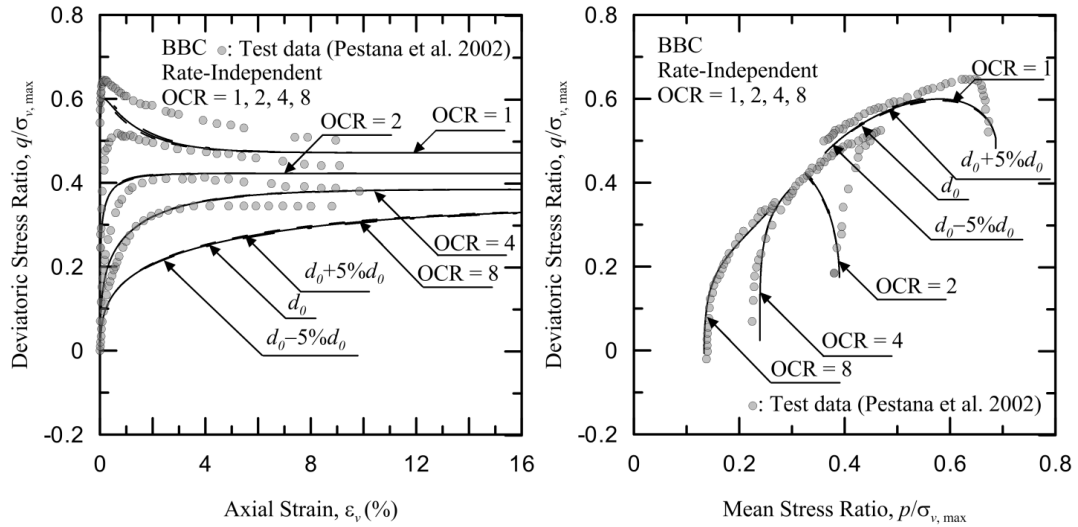 0.8
0.6
0.4
0.2
0
-0.2
Deviatoric Stress Ratio, q/σv, max
BBC : Test data (Pestana et al. 2002)
Rate-Independent
OCR = 1, 2, 4, 8
OCR = 2
OCR = 1
OCR = 4
OCR = 8
d0+5%d0
d0
d0−5%d0
0 4 8 12 16
Axial Strain, εv (%)
0.8
0.6
0.4
0.2
0
-0.2
Deviatoric Stress Ratio, q/σv, max
BBC
Rate-Independent
OCR = 1, 2, 4, 8
OCR = 1
d0+5%d0
d0
d0−5%d0
OCR = 2
OCR = 4
OCR = 8
: Test data (Pestana et al. 2002)
0 0.2 0.4 0.6 0.8
Mean Stress Ratio, p/σv, max